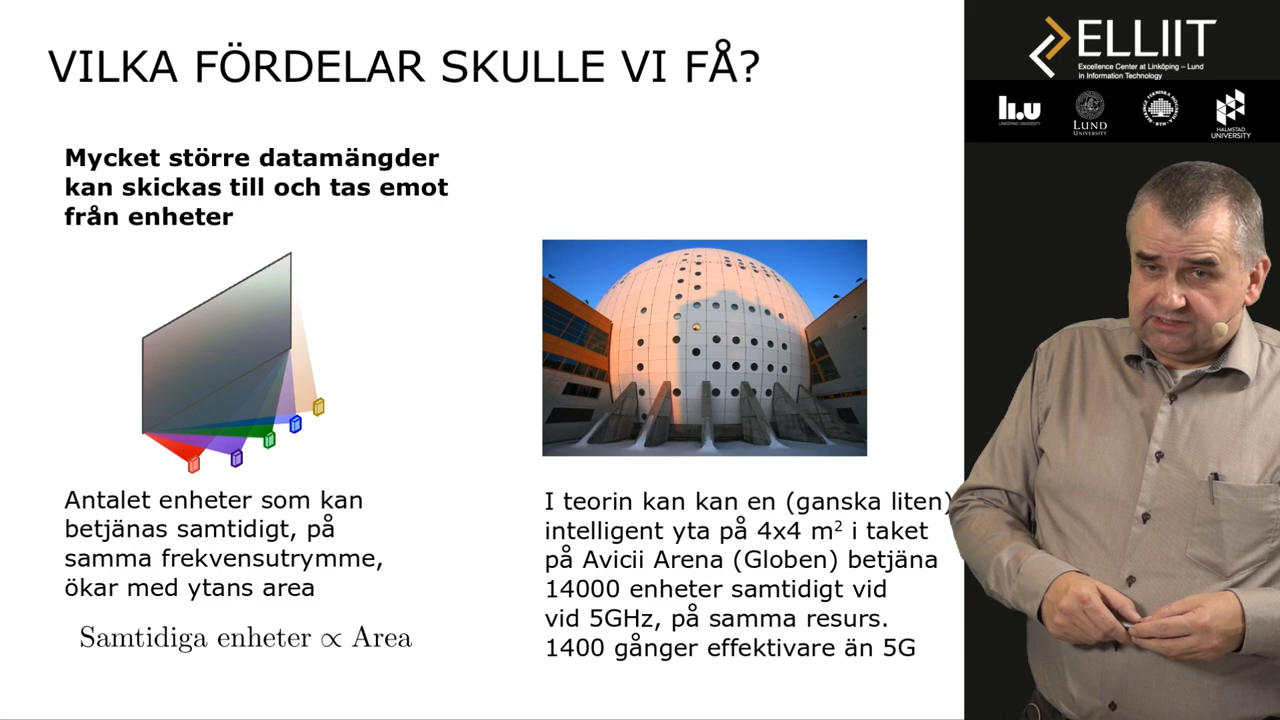 VILKA FÖRDELAR SKULLE VI FÅ?
Mycket större datamängder
kan skickas till och tas emot
från enheter
Antalet enheter som kan
betjänas samtidigt, på
samma frekvensutrymme,
ökar med ytans area
Samtidiga enheter ∝ Area
I teorin kan kan en (ganska liten)
intelligent yta på 4x4 m² i taket
på Avicii Arena (Globen) betjäna
14000 enheter samtidigt vid
vid 5GHz, på samma resurs.
1400 gånger effektivare än 5G
ELLIIT
Excellence Center at Linköping – Lund
in Information Technology
li.u
LINKÖPING UNIVERSITY
LUND
UNIVERSITY
HALMSTAD
UNIVERSITY